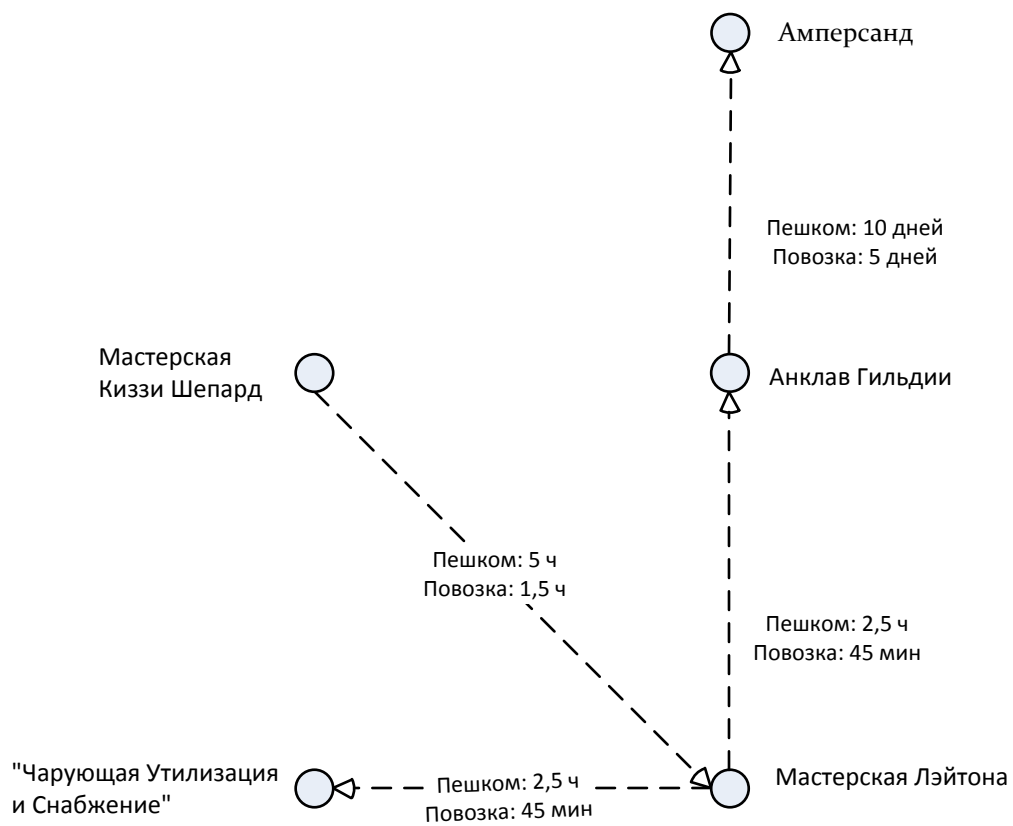 Амперсанд
Пешком: 10 дней
Повозка: 5 дней
Мастерская
Киззи Шепард
Анклав Гильдии
Пешком: 5 ч
Повозка: 1,5 ч
Пешком: 2,5 ч
Повозка: 45 мин
"Чарующая Утилизация
и Снабжение"
Пешком: 2,5 ч
Повозка: 45 мин
Мастерская Лэйтона